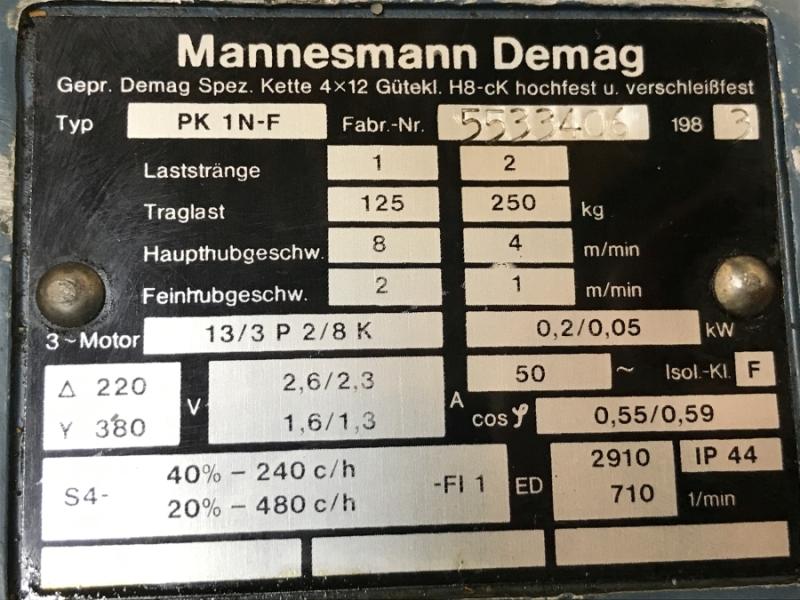 Mannesmann Demag
Gepr. Demag Spez. Kette 4×12 Gütekl. H8-cK hochfest u. verschleißfest
Typ PK 1N-F Fabr.-Nr. 5533406 198 3
Laststränge 1 2
Traglast 125 250 kg
Haupthubgeschw. 8 4 m/min
Feinhubgeschw. 2 1 m/min
3~Motor 13/3 P 2/8 K 0,2/0,05 kW
Δ 220 V 2,6/2,3 A 50 ~ Isol.-Kl. F
Y 380 1,6/1,3 cos φ 0,55/0,59
S4- 40% - 240 c/h -FI 1 ED 2910 IP 44
20% - 480 c/h 710 1/min